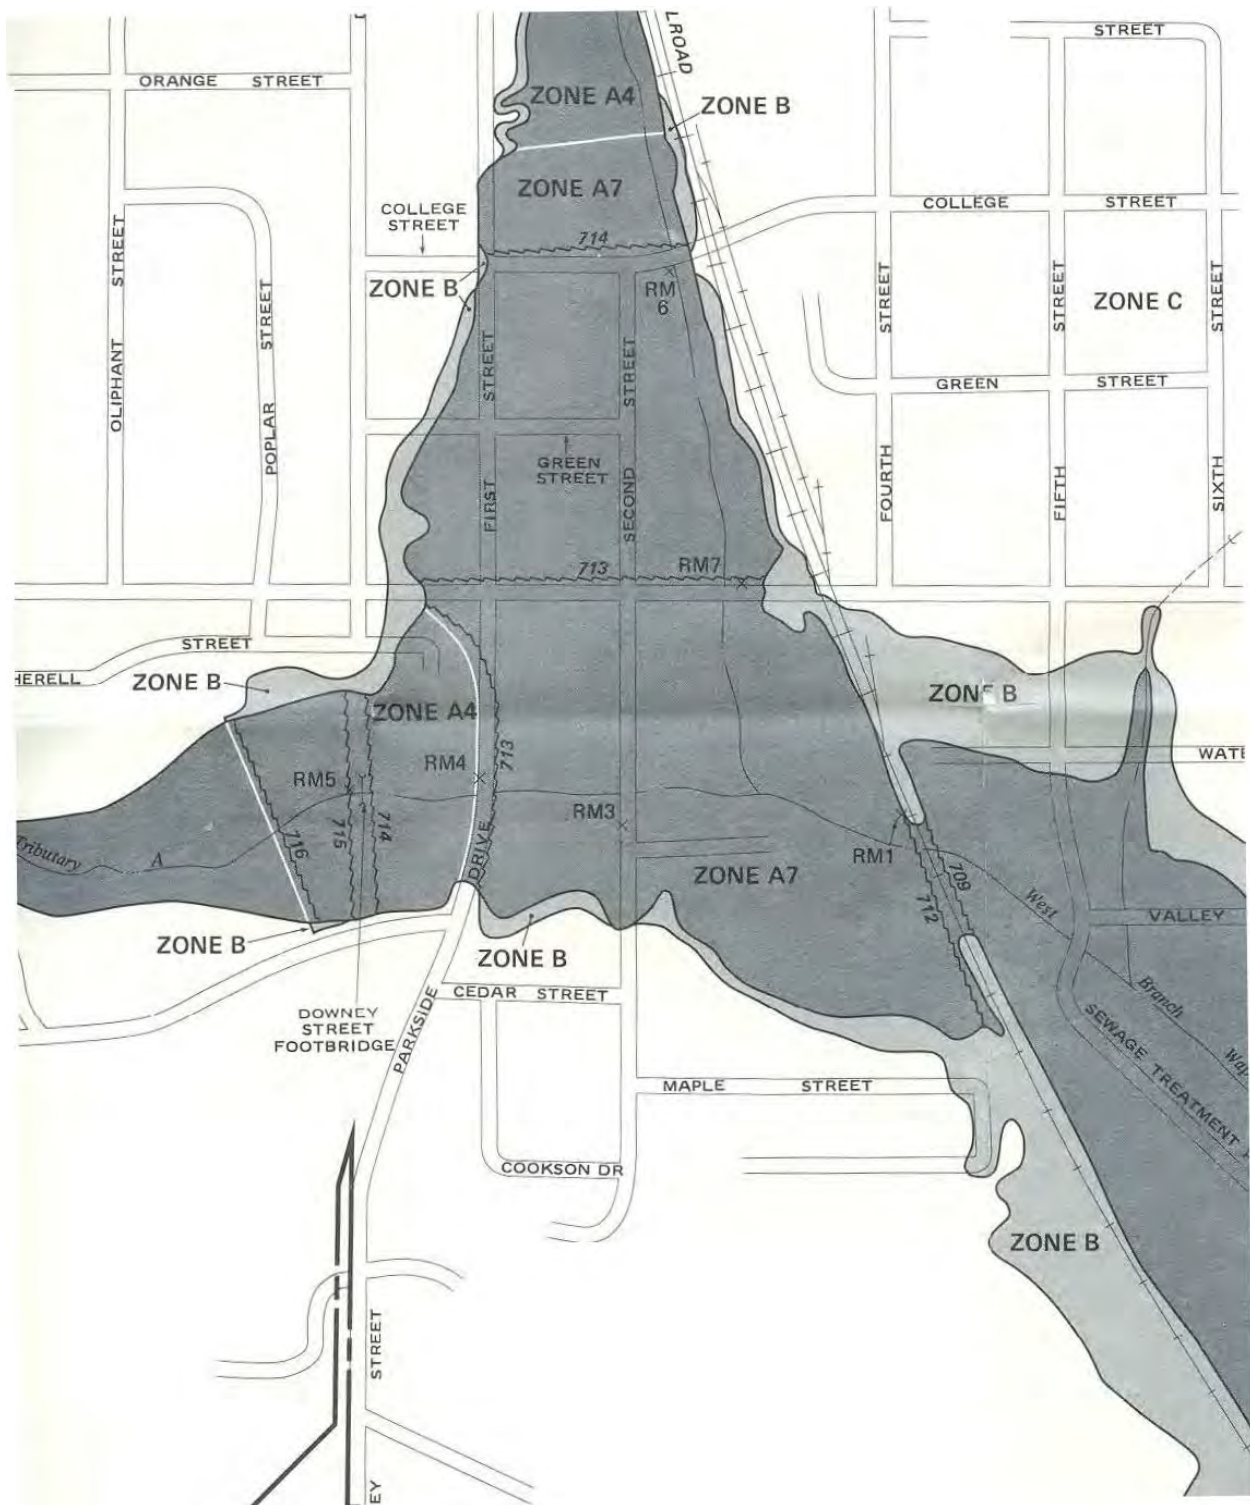 LROAD
STREET
ORANGE STREET
ZONE A4
ZONE B
ZONE A7
COLLEGE
STREET
COLLEGE STREET
714
OLIPHANT STREET
POPLAR STREET
ZONE B
RM
6
STREET
STREET
STREET
STREET
STREET
ZONE C
GREEN STREET
GREEN
STREET
FIRST
SECOND
FOURTH
FIFTH
SIXTH
713
RM7
STREET
HERELL
ZONE B
ZONE A4
ZONE B
713
WATE
RM5
RM4
RM3
716
715
714
DRIVE
Tributary A
RM1
709
712
ZONE A7
West
Branch
Wap
VALLEY
ZONE B
ZONE B
CEDAR STREET
PARKSIDE
DOWNEY
STREET
FOOTBRIDGE
SEWAGE TREATMENT
MAPLE STREET
COOKSON DR
ZONE B
STREET
EY